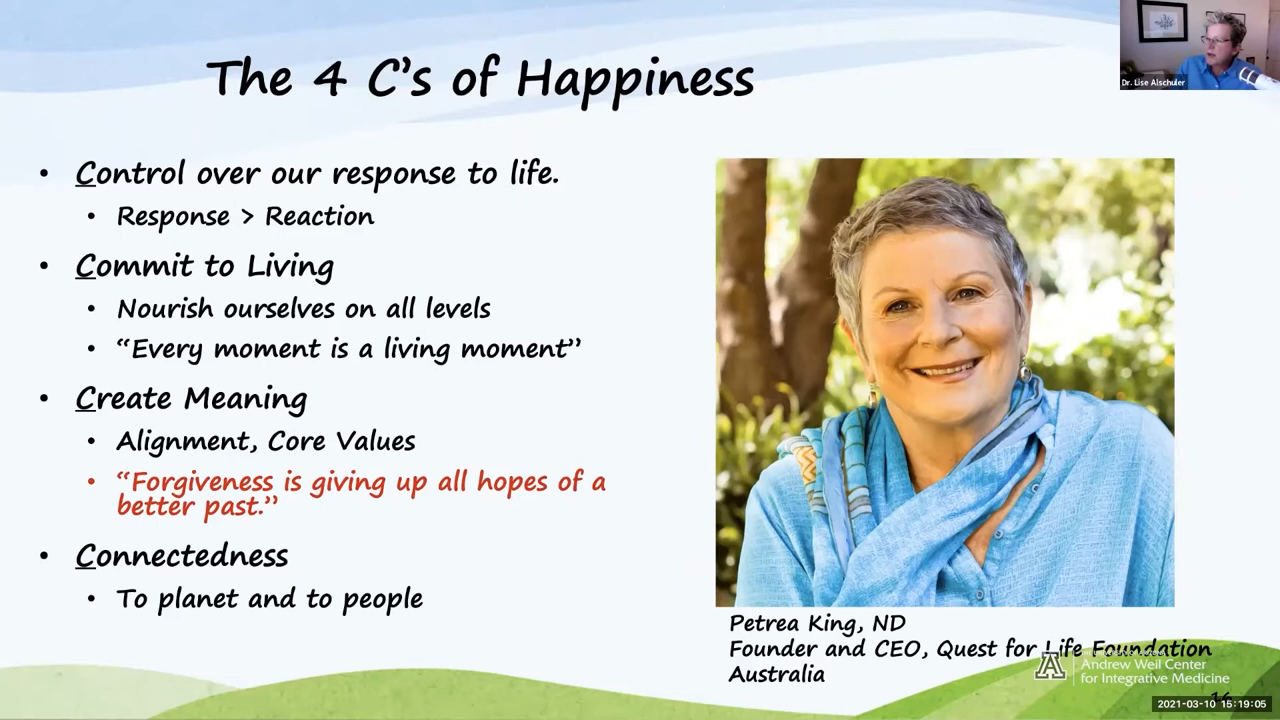 Dr. Lise Alschuler
The 4 C's of Happiness
• Control over our response to life.
• Response > Reaction
• Commit to Living
• Nourish ourselves on all levels
• “Every moment is a living moment”
• Create Meaning
• Alignment, Core Values
• “Forgiveness is giving up all hopes of a
better past.”
• Connectedness
• To planet and to people
Petrea King, ND
Founder and CEO, Quest for Life Foundation
Australia
Andrew Weil Center
for Integrative Medicine
16
2021-03-10 15:19:05